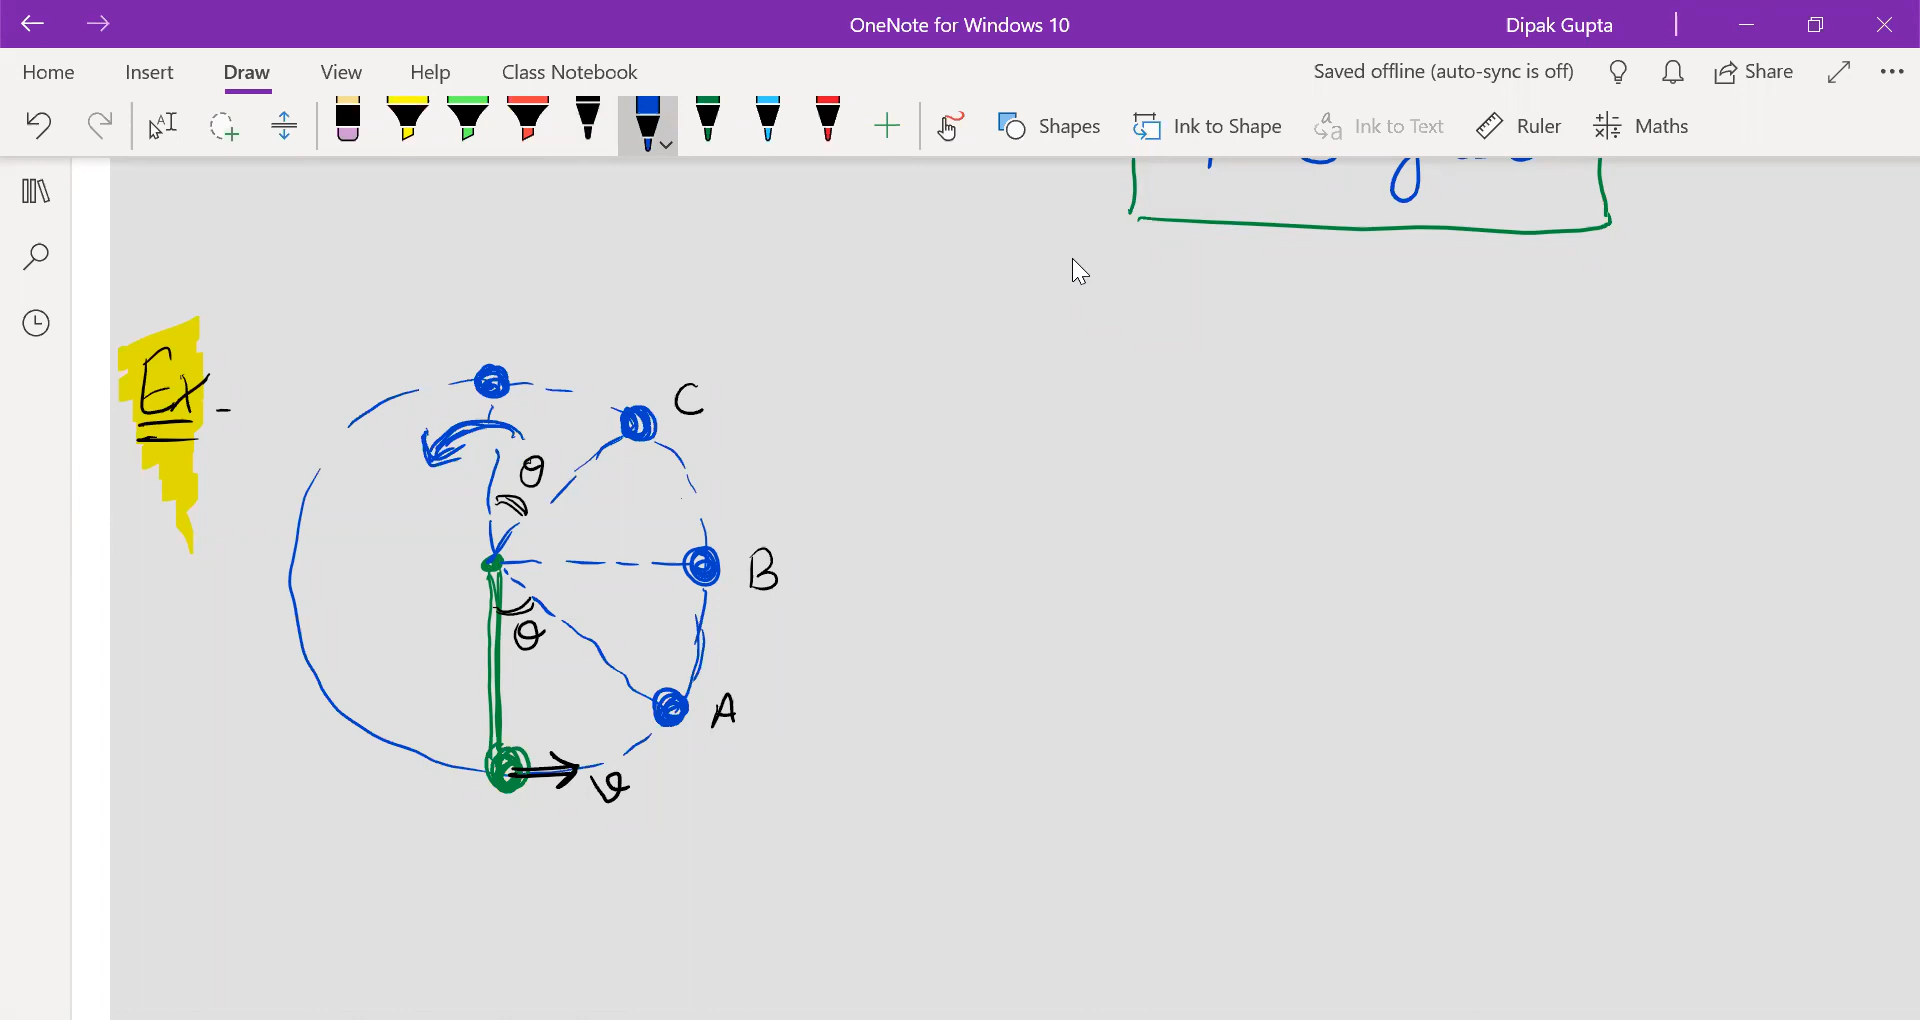 OneNote for Windows 10
Dipak Gupta
Home Insert Draw View Help Class Notebook
Saved offline (auto-sync is off) Share
Shapes Ink to Shape Ink to Text Ruler Maths
Ex -
C
θ
B
θ
A
v